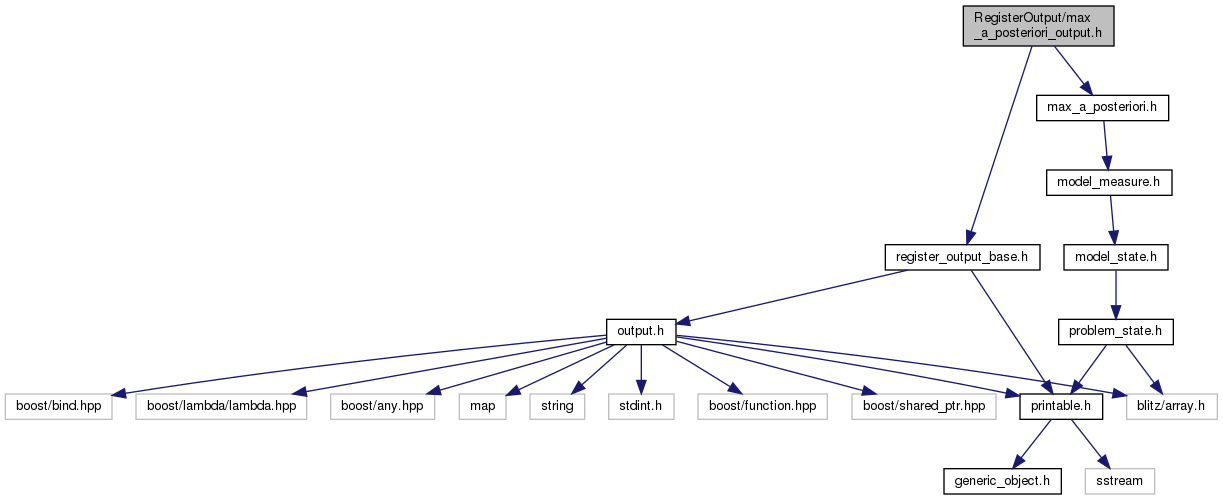 RegisterOutput/max
_a_posteriori_output.h
max_a_posteriori.h
model_measure.h
register_output_base.h
model_state.h
output.h
problem_state.h
boost/bind.hpp
boost/lambda/lambda.hpp
boost/any.hpp
map
string
stdint.h
boost/function.hpp
boost/shared_ptr.hpp
printable.h
blitz/array.h
generic_object.h
sstream